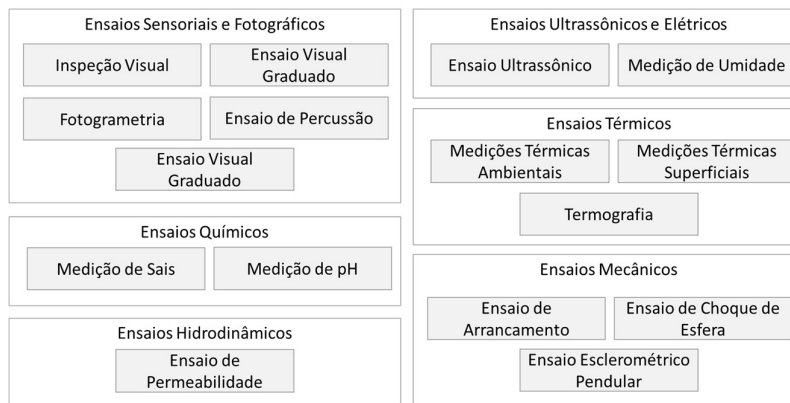 Ensaios Sensoriais e Fotográficos
Inspeção Visual
Ensaio Visual
Graduado
Fotogrametria
Ensaio de Percussão
Ensaio Visual
Graduado
Ensaios Químicos
Medição de Sais
Medição de pH
Ensaios Hidrodinâmicos
Ensaio de
Permeabilidade
Ensaios Ultrassônicos e Elétricos
Ensaio Ultrassônico
Medição de Umidade
Ensaios Térmicos
Medições Térmicas
Ambientais
Medições Térmicas
Superficiais
Termografia
Ensaios Mecânicos
Ensaio de
Arrancamento
Ensaio de Choque de
Esfera
Ensaio Esclerométrico
Pendular